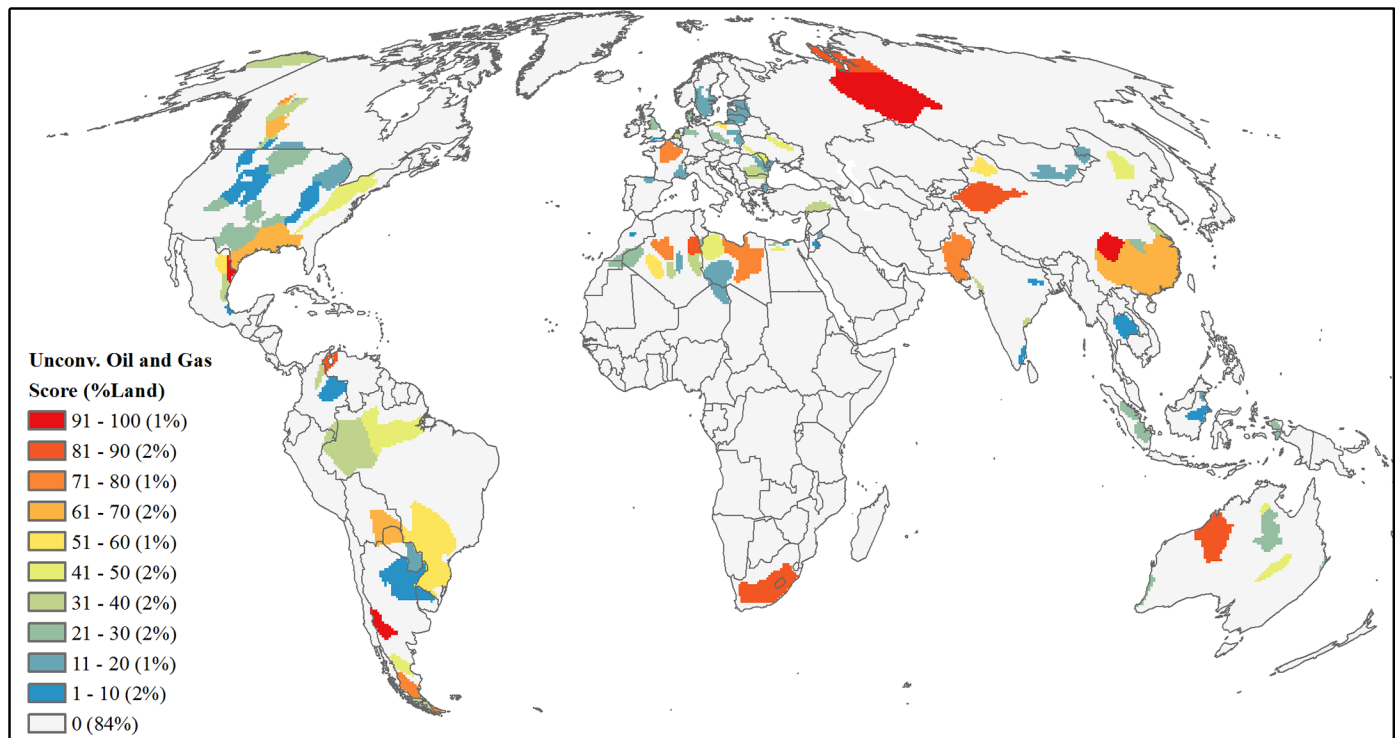 Unconv. Oil and Gas
Score (%Land)
91 - 100 (1%)
81 - 90 (2%)
71 - 80 (1%)
61 - 70 (2%)
51 - 60 (1%)
41 - 50 (2%)
31 - 40 (2%)
21 - 30 (2%)
11 - 20 (1%)
1 - 10 (2%)
0 (84%)